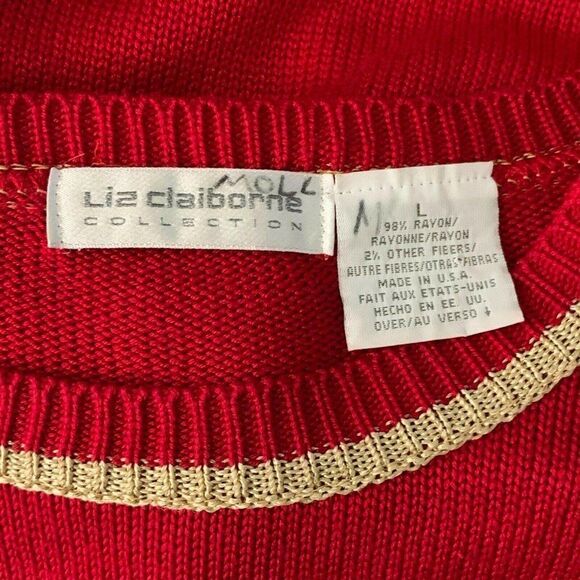 MOLL
Liz claiborne
COLLECTION
L
98% RAYON/
RAYONNE/RAYON
2% OTHER FIBERS/
AUTRE FIBRES/OTRAS FIBRAS
MADE IN U.S.A.
FAIT AUX ETATS-UNIS
HECHO EN EE. UU.
OVER/AU VERSO ↓